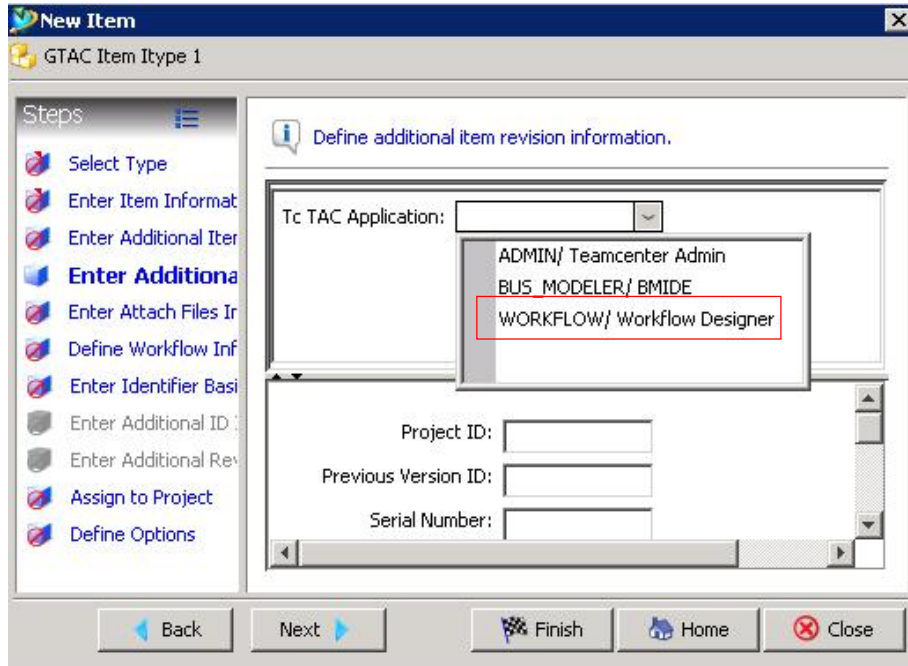 New Item
GTAC Item Itype 1
Steps
Select Type
Enter Item Informat
Enter Additional Iter
Enter Additiona
Enter Attach Files Ir
Define Workflow Inf
Enter Identifier Basi
Enter Additional ID
Enter Additional Rev
Assign to Project
Define Options
Define additional item revision information.
Tc TAC Application:
ADMIN/ Teamcenter Admin
BUS_MODELER/ BMIDE
WORKFLOW/ Workflow Designer
Project ID:
Previous Version ID:
Serial Number:
Back Next Finish Home Close